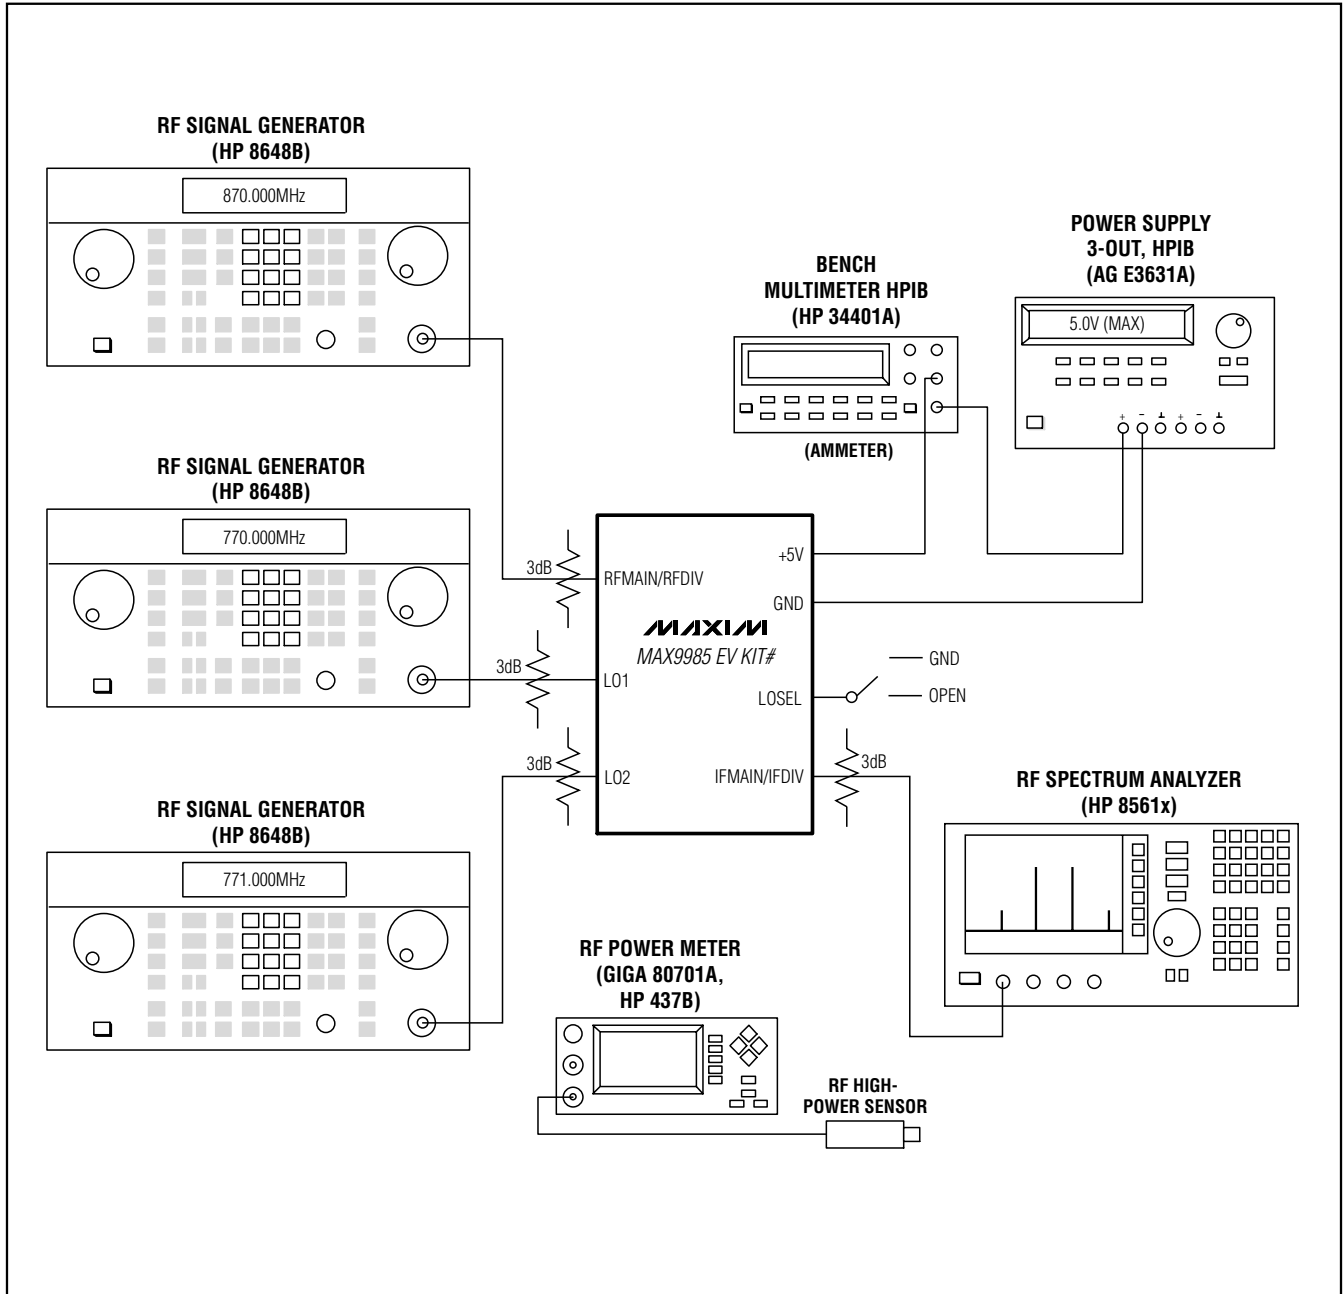 RF SIGNAL GENERATOR
(HP 8648B)
870.000MHz
POWER SUPPLY
3-OUT, HPIB
(AG E3631A)
5.0V (MAX)
+ - ⊥ + - ⊥
BENCH
MULTIMETER HPIB
(HP 34401A)
(AMMETER)
RF SIGNAL GENERATOR
(HP 8648B)
770.000MHz
3dB
RFMAIN/RFDIV
+5V
GND
MAXIM
MAX9985 EV KIT#
3dB
LO1
LOSEL
GND
OPEN
3dB
LO2
IFMAIN/IFDIV
3dB
RF SIGNAL GENERATOR
(HP 8648B)
771.000MHz
RF SPECTRUM ANALYZER
(HP 8561x)
RF POWER METER
(GIGA 80701A,
HP 437B)
RF HIGH-
POWER SENSOR